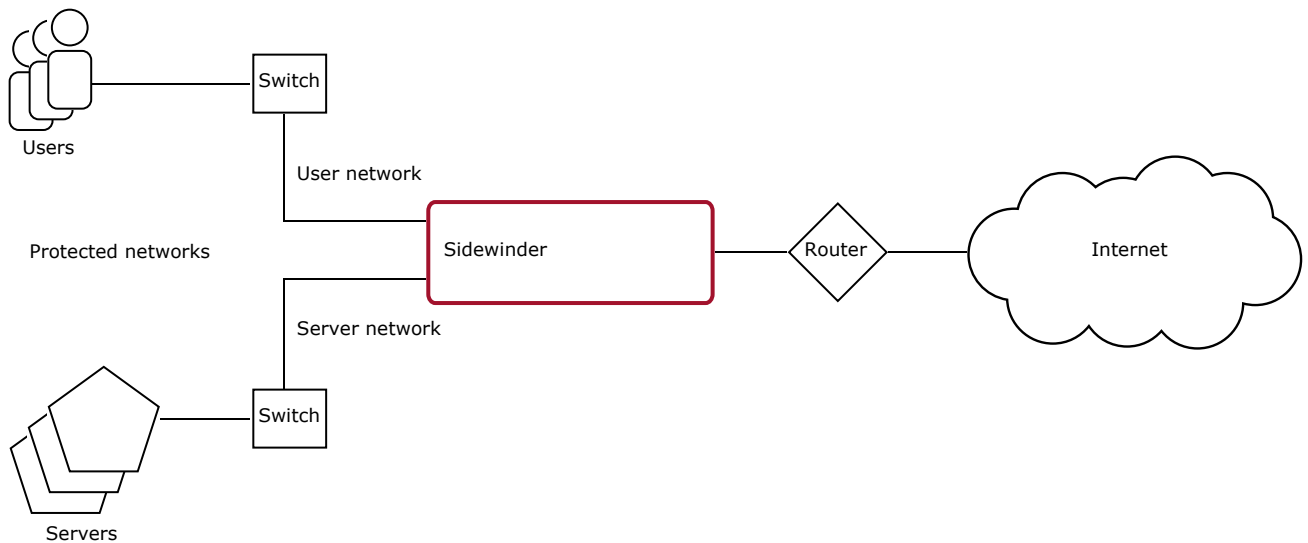 Switch
Users
User network
Protected networks
Sidewinder
Router
Internet
Server network
Switch
Servers